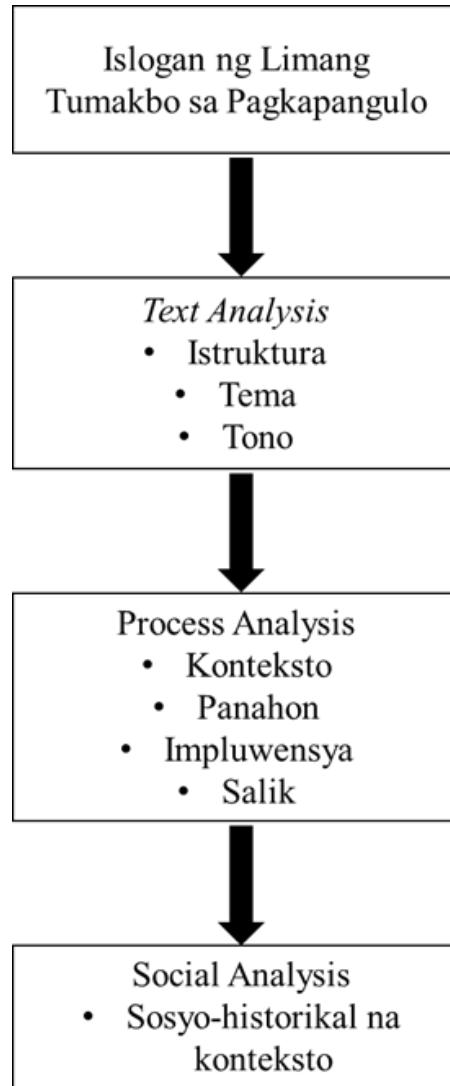 Islogan ng Limang
Tumakbo sa Pagkapangulo
Text Analysis
• Istruktura
• Tema
• Tono
Process Analysis
• Konteksto
• Panahon
• Impluwensya
• Salik
Social Analysis
• Sosyo-historikal na
konteksto